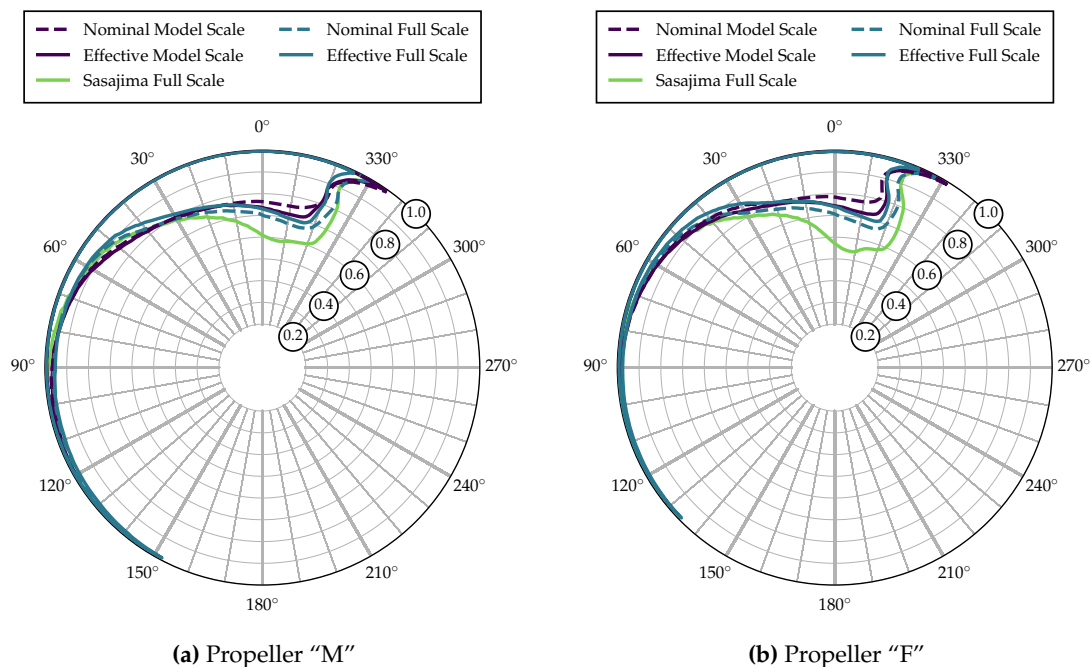 Nominal Model Scale
Effective Model Scale
Sasajima Full Scale
Nominal Full Scale
Effective Full Scale
0°
30°
330°
60°
300°
90°
270°
120°
240°
150°
210°
180°
1.0
0.8
0.6
0.4
0.2
(a) Propeller “M”
Nominal Model Scale
Effective Model Scale
Sasajima Full Scale
Nominal Full Scale
Effective Full Scale
0°
30°
330°
60°
300°
90°
270°
120°
240°
150°
210°
180°
1.0
0.8
0.6
0.4
0.2
(b) Propeller “F”